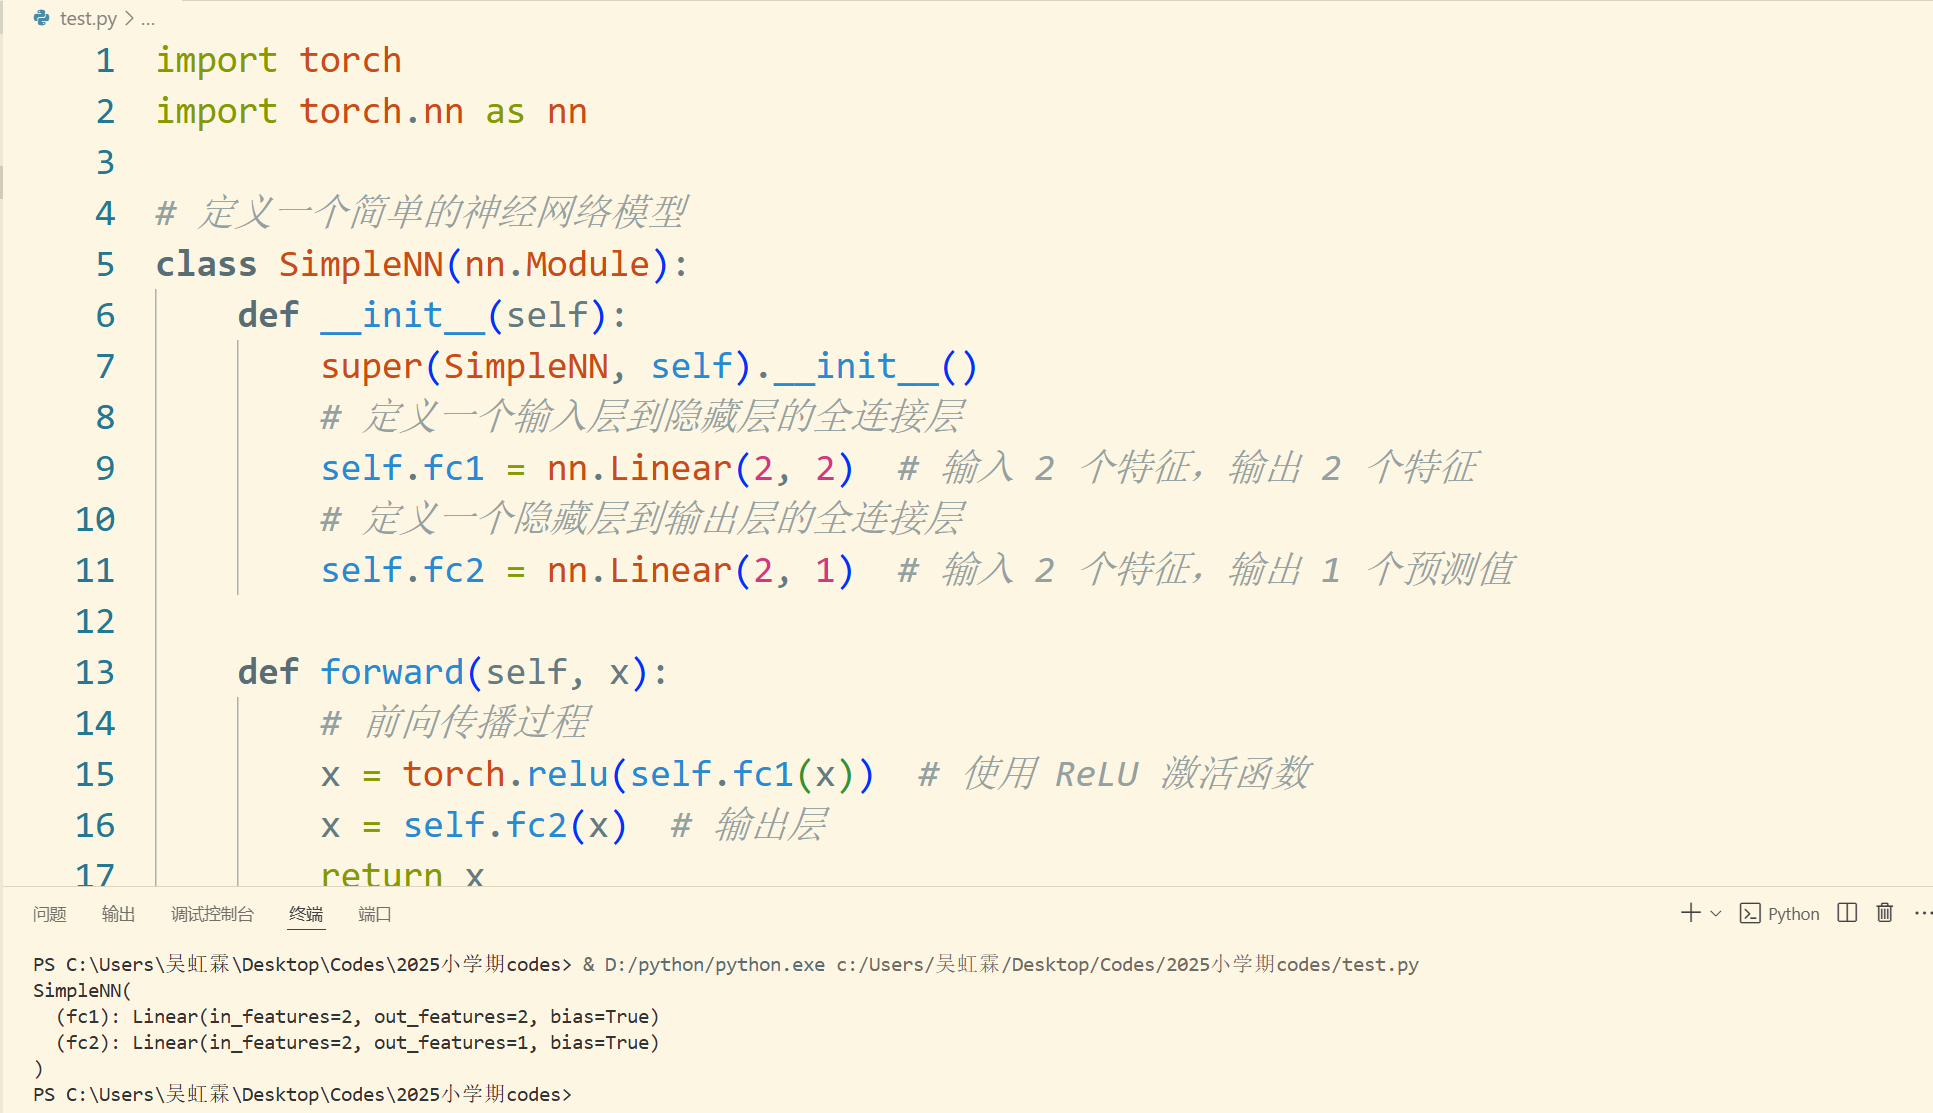 test.py > ...
1 import torch
2 import torch.nn as nn
3
4 # 定义一个简单的神经网络模型
5 class SimpleNN(nn.Module):
6     def __init__(self):
7         super(SimpleNN, self).__init__()
8         # 定义一个输入层到隐藏层的全连接层
9         self.fc1 = nn.Linear(2, 2)  # 输入 2 个特征，输出 2 个特征
10         # 定义一个隐藏层到输出层的全连接层
11         self.fc2 = nn.Linear(2, 1)  # 输入 2 个特征，输出 1 个预测值
12
13     def forward(self, x):
14         # 前向传播过程
15         x = torch.relu(self.fc1(x))  # 使用 ReLU 激活函数
16         x = self.fc2(x)  # 输出层
17         return x
问题 输出 调试控制台 终端 端口 Python
PS C:\Users\吴虹霖\Desktop\Codes\2025小学期codes> & D:/python/python.exe c:/Users/吴虹霖/Desktop/Codes/2025小学期codes/test.py
SimpleNN(
  (fc1): Linear(in_features=2, out_features=2, bias=True)
  (fc2): Linear(in_features=2, out_features=1, bias=True)
)
PS C:\Users\吴虹霖\Desktop\Codes\2025小学期codes>